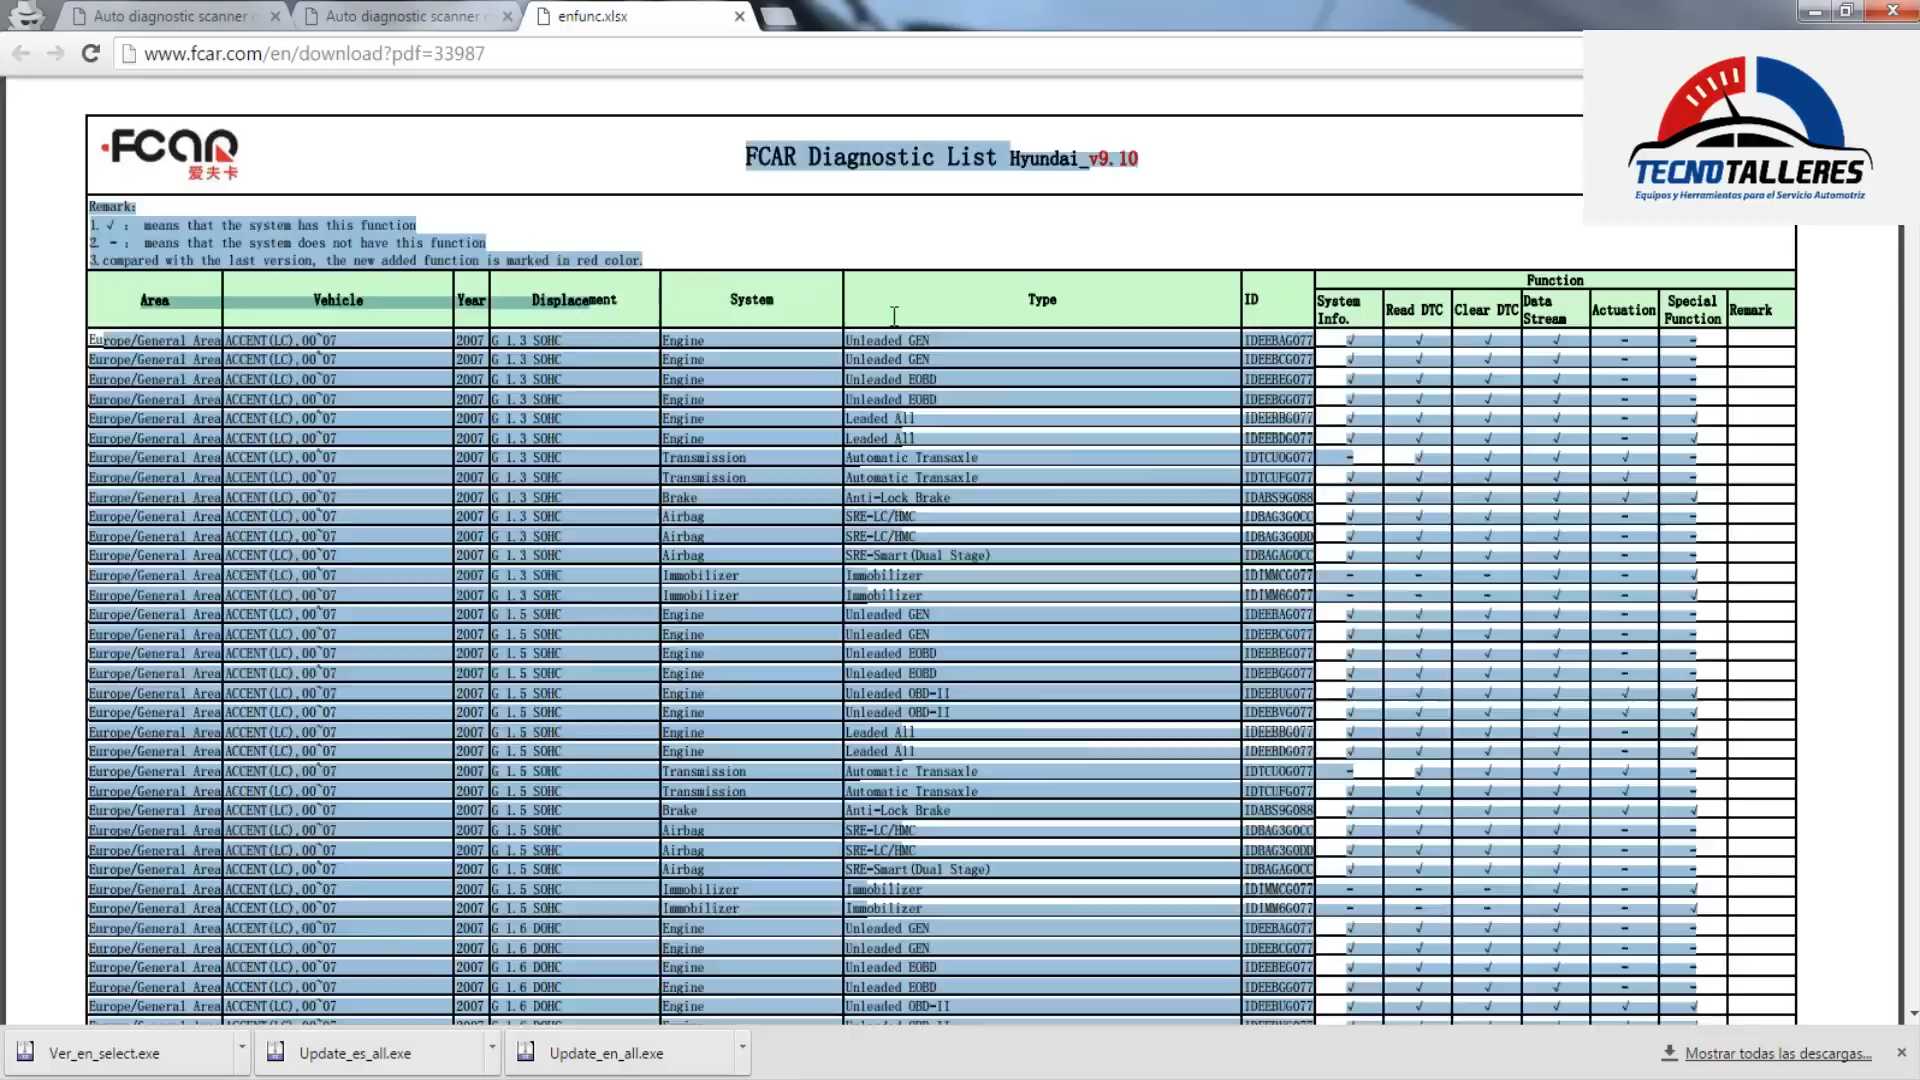 Auto diagnostic scanner
Auto diagnostic scanner
enfunc.xlsx
www.fcar.com/en/download?pdf=33987
FCAR
爱夫卡
FCAR Diagnostic List Hyundai_v9.10
TECNOTALLERES
Equipos y Herramientas para el Servicio Automotriz
Remark:
1. √ : means that the system has this function
2. - : means that the system does not have this function
3.compared with the last version, the new added function is marked in red color.
Area Vehicle Year Displacement System Type ID Function
System Info. Read DTC Clear DTC Data Stream Actuation Special Function Remark
Europe/General Area ACCENT(LC),00~07 2007 G 1.3 SOHC Engine Unleaded GEN IDEEBAG077 √ √ √ √ - -
Europe/General Area ACCENT(LC),00~07 2007 G 1.3 SOHC Engine Unleaded GEN IDEEBCG077 √ √ √ √ - -
Europe/General Area ACCENT(LC),00~07 2007 G 1.3 SOHC Engine Unleaded EOBD IDEEBEG077 √ √ √ √ - -
Europe/General Area ACCENT(LC),00~07 2007 G 1.3 SOHC Engine Unleaded EOBD IDEEBGG077 √ √ √ √ - -
Europe/General Area ACCENT(LC),00~07 2007 G 1.3 SOHC Engine Leaded All IDEEBBG077 √ √ √ √ - √
Europe/General Area ACCENT(LC),00~07 2007 G 1.3 SOHC Engine Leaded All IDEEBDG077 √ √ √ √ - √
Europe/General Area ACCENT(LC),00~07 2007 G 1.3 SOHC Transmission Automatic Transaxle IDTCUOG077 - √ √ √ √ -
Europe/General Area ACCENT(LC),00~07 2007 G 1.3 SOHC Transmission Automatic Transaxle IDTCUFG077 √ √ √ √ √ -
Europe/General Area ACCENT(LC),00~07 2007 G 1.3 SOHC Brake Anti-Lock Brake IDABS9G088 √ √ √ √ √ √
Europe/General Area ACCENT(LC),00~07 2007 G 1.3 SOHC Airbag SRE-LC/HMC IDBAG3G0CC √ √ √ √ - -
Europe/General Area ACCENT(LC),00~07 2007 G 1.3 SOHC Airbag SRE-LC/HMC IDBAG3G0DD √ √ √ √ - -
Europe/General Area ACCENT(LC),00~07 2007 G 1.3 SOHC Airbag SRE-Smart(Dual Stage) IDBAGAG0CC √ √ √ √ - -
Europe/General Area ACCENT(LC),00~07 2007 G 1.3 SOHC Immobilizer Immobilizer IDIMMCG077 - - - √ - √
Europe/General Area ACCENT(LC),00~07 2007 G 1.3 SOHC Immobilizer Immobilizer IDIMM6G077 - - - √ - √
Europe/General Area ACCENT(LC),00~07 2007 G 1.5 SOHC Engine Unleaded GEN IDEEBAG077 √ √ √ √ - -
Europe/General Area ACCENT(LC),00~07 2007 G 1.5 SOHC Engine Unleaded GEN IDEEBCG077 √ √ √ √ - -
Europe/General Area ACCENT(LC),00~07 2007 G 1.5 SOHC Engine Unleaded EOBD IDEEBEG077 √ √ √ √ - -
Europe/General Area ACCENT(LC),00~07 2007 G 1.5 SOHC Engine Unleaded EOBD IDEEBGG077 √ √ √ √ - -
Europe/General Area ACCENT(LC),00~07 2007 G 1.5 SOHC Engine Unleaded OBD-II IDEEBUG077 √ √ √ √ √ √
Europe/General Area ACCENT(LC),00~07 2007 G 1.5 SOHC Engine Unleaded OBD-II IDEEBVG077 √ √ √ √ √ √
Europe/General Area ACCENT(LC),00~07 2007 G 1.5 SOHC Engine Leaded All IDEEBBG077 √ √ √ √ - √
Europe/General Area ACCENT(LC),00~07 2007 G 1.5 SOHC Engine Leaded All IDEEBDG077 √ √ √ √ - √
Europe/General Area ACCENT(LC),00~07 2007 G 1.5 SOHC Transmission Automatic Transaxle IDTCUOG077 - √ √ √ √ -
Europe/General Area ACCENT(LC),00~07 2007 G 1.5 SOHC Transmission Automatic Transaxle IDTCUFG077 √ √ √ √ √ -
Europe/General Area ACCENT(LC),00~07 2007 G 1.5 SOHC Brake Anti-Lock Brake IDABS9G088 √ √ √ √ √ √
Europe/General Area ACCENT(LC),00~07 2007 G 1.5 SOHC Airbag SRE-LC/HMC IDBAG3G0CC √ √ √ √ - -
Europe/General Area ACCENT(LC),00~07 2007 G 1.5 SOHC Airbag SRE-LC/HMC IDBAG3G0DD √ √ √ √ - -
Europe/General Area ACCENT(LC),00~07 2007 G 1.5 SOHC Airbag SRE-Smart(Dual Stage) IDBAGAG0CC √ √ √ √ - -
Europe/General Area ACCENT(LC),00~07 2007 G 1.5 SOHC Immobilizer Immobilizer IDIMMCG077 - - - √ - √
Europe/General Area ACCENT(LC),00~07 2007 G 1.5 SOHC Immobilizer Immobilizer IDIMM6G077 - - - √ - √
Europe/General Area ACCENT(LC),00~07 2007 G 1.6 DOHC Engine Unleaded GEN IDEEBAG077 √ √ √ √ - -
Europe/General Area ACCENT(LC),00~07 2007 G 1.6 DOHC Engine Unleaded GEN IDEEBCG077 √ √ √ √ - -
Europe/General Area ACCENT(LC),00~07 2007 G 1.6 DOHC Engine Unleaded EOBD IDEEBEG077 √ √ √ √ - -
Europe/General Area ACCENT(LC),00~07 2007 G 1.6 DOHC Engine Unleaded EOBD IDEEBGG077 √ √ √ √ - -
Europe/General Area ACCENT(LC),00~07 2007 G 1.6 DOHC Engine Unleaded OBD-II IDEEBUG077 √ √ √ √ √ √
Ver_en_select.exe
Update_es_all.exe
Update_en_all.exe
Mostrar todas las descargas...